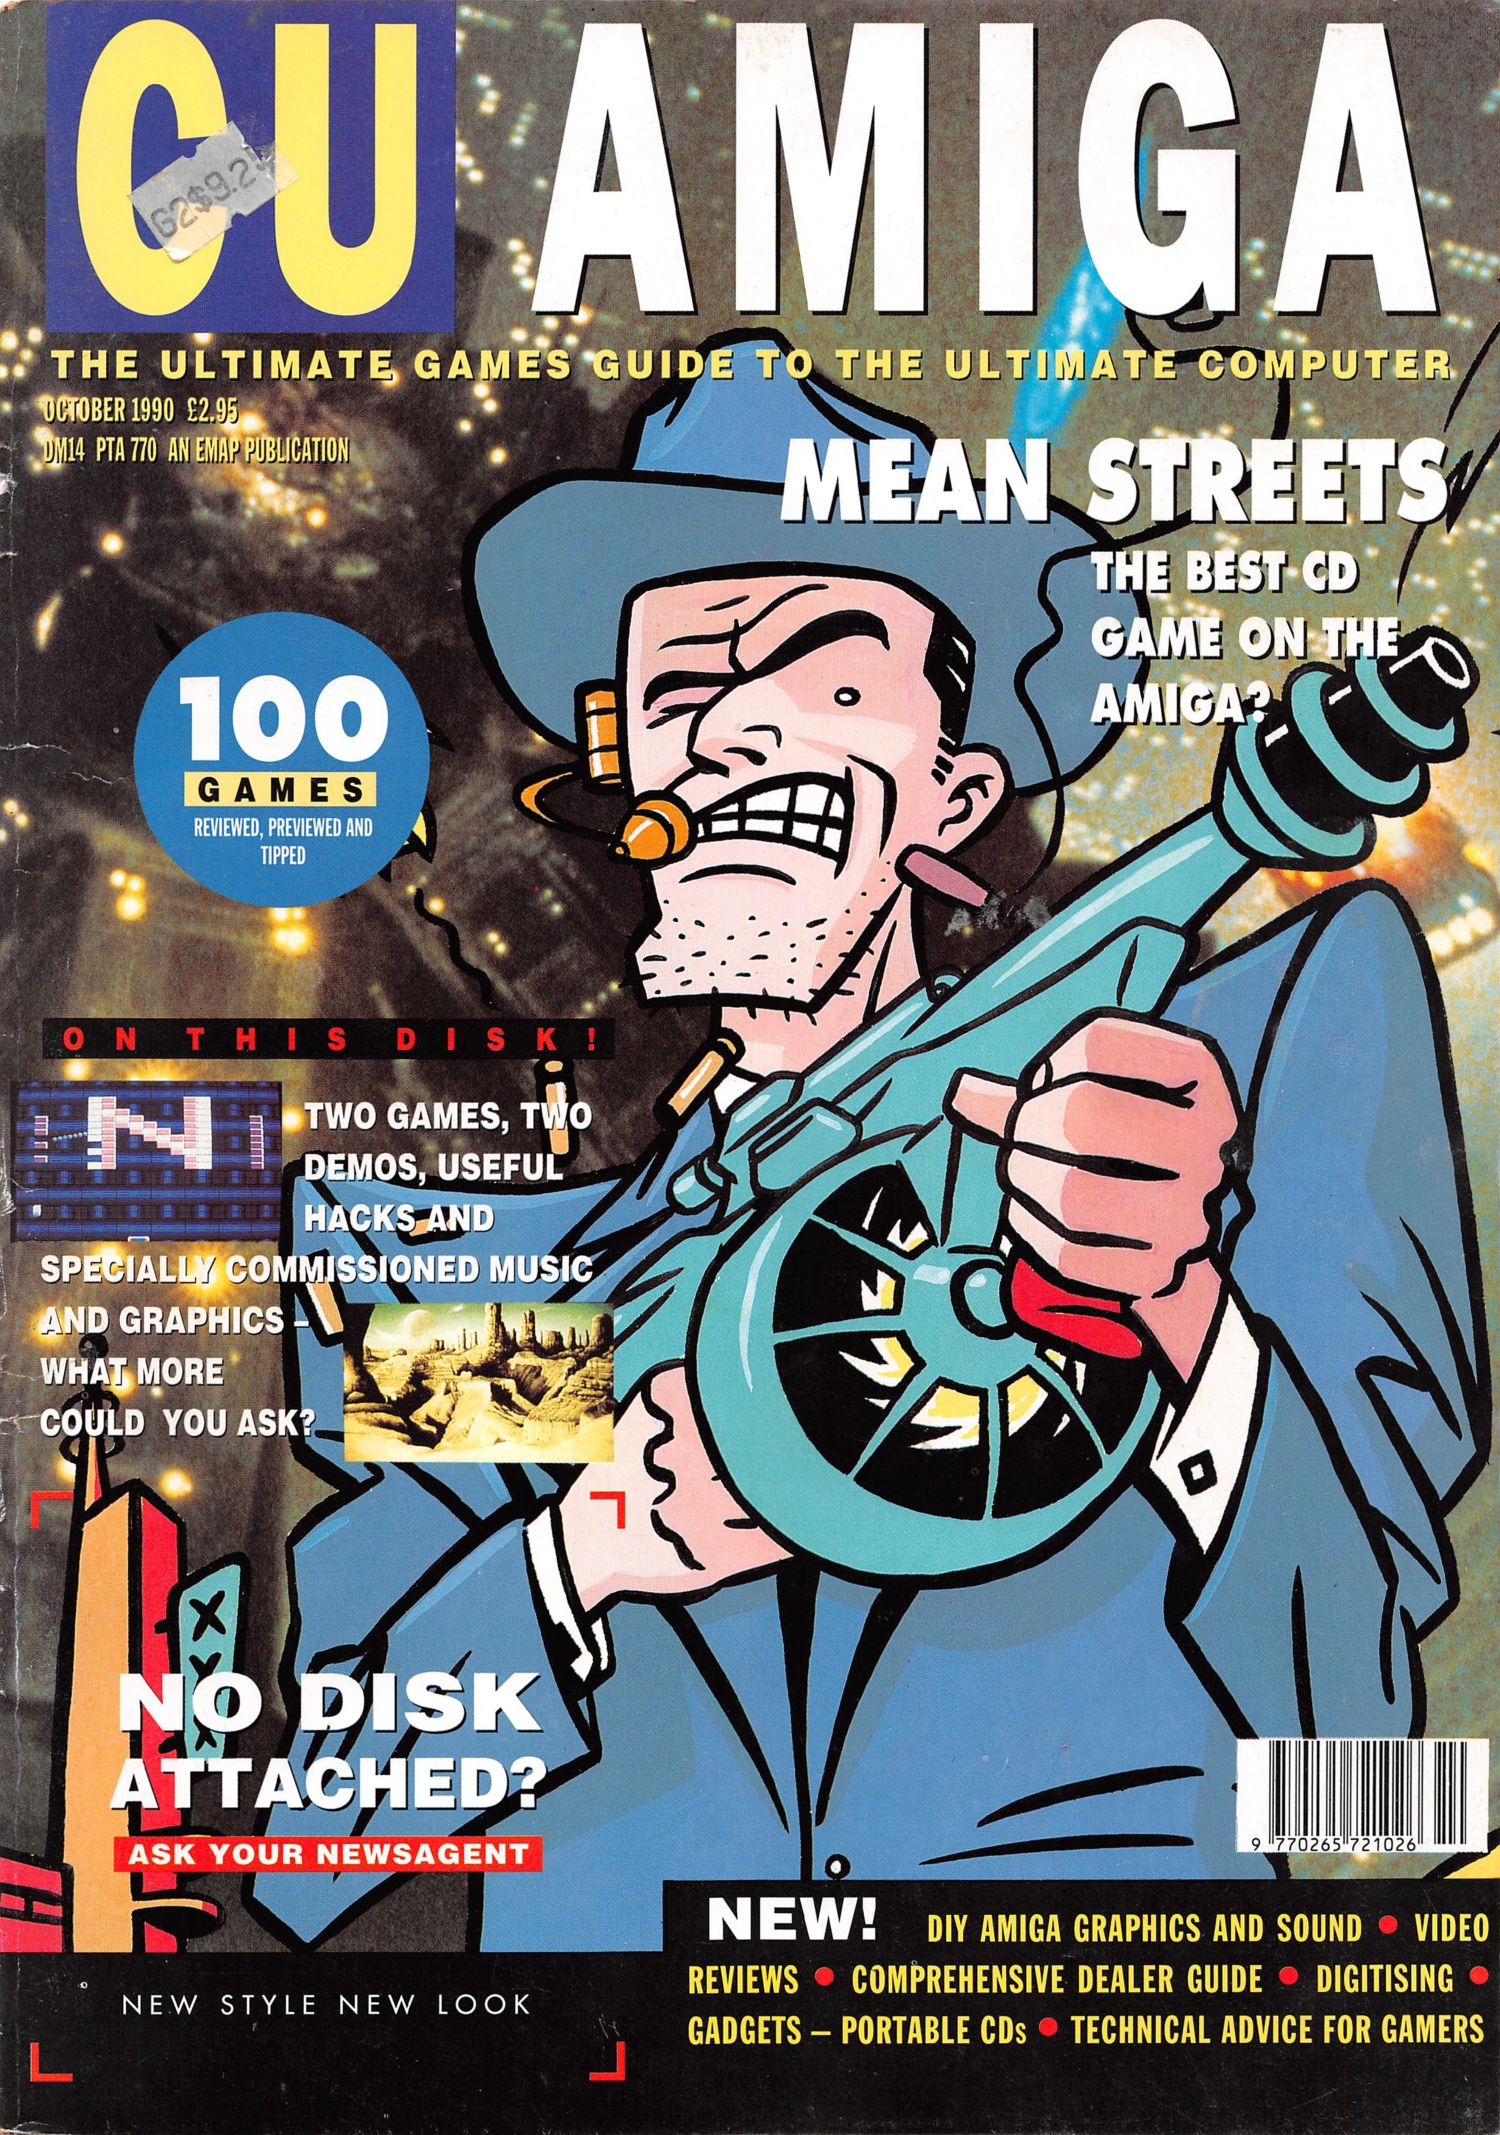 CU AMIGA
G2$9.2
THE ULTIMATE GAMES GUIDE TO THE ULTIMATE COMPUTER
OCTOBER 1990 £2.95
DM14 PTA 770 AN EMAP PUBLICATION
MEAN STREETS
THE BEST CD
GAME ON THE
AMIGA?
100
GAMES
REVIEWED, PREVIEWED AND
TIPPED
ON THIS DISK!
N
TWO GAMES, TWO
DEMOS, USEFUL
HACKS AND
SPECIALLY COMMISSIONED MUSIC
AND GRAPHICS –
WHAT MORE
COULD YOU ASK?
X
X
X
NO DISK
ATTACHED?
ASK YOUR NEWSAGENT
NEW STYLE NEW LOOK
9 770265 721026
NEW! DIY AMIGA GRAPHICS AND SOUND • VIDEO
REVIEWS • COMPREHENSIVE DEALER GUIDE • DIGITISING •
GADGETS – PORTABLE CDs • TECHNICAL ADVICE FOR GAMERS